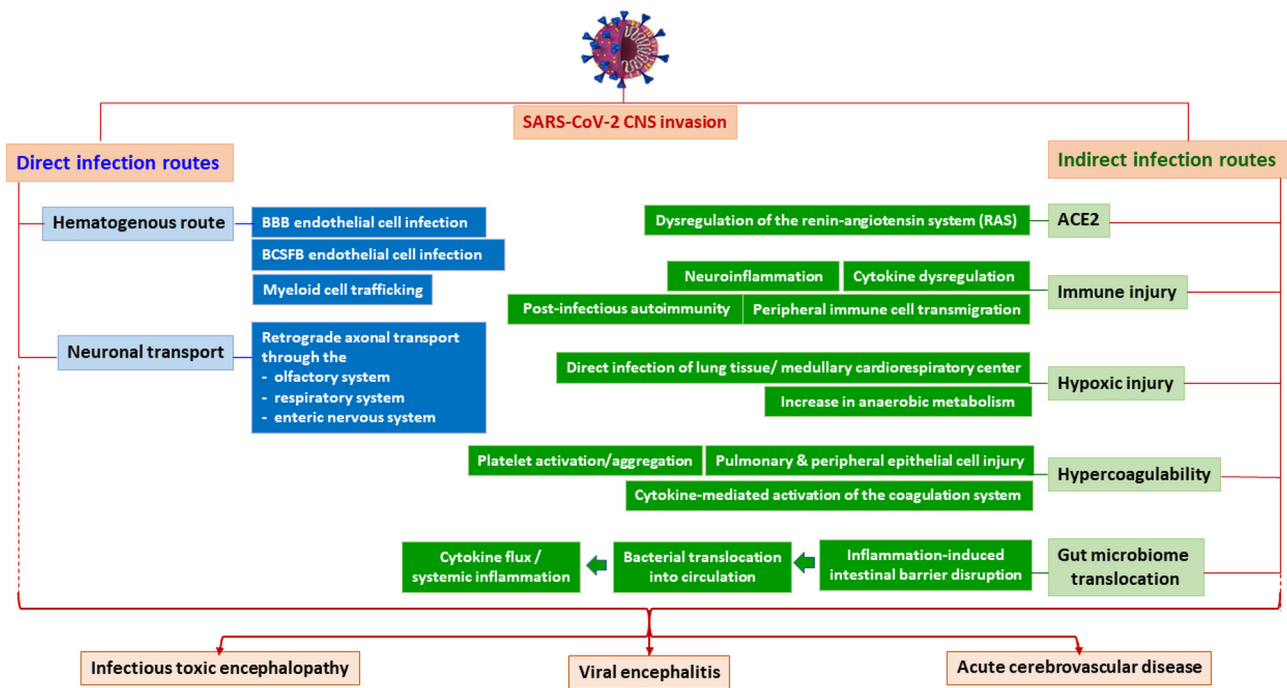 SARS-CoV-2 CNS invasion
Direct infection routes
Hematogenous route
BBB endothelial cell infection
BCSFB endothelial cell infection
Myeloid cell trafficking
Neuronal transport
Retrograde axonal transport
through the
- olfactory system
- respiratory system
- enteric nervous system
Indirect infection routes
Dysregulation of the renin-angiotensin system (RAS)
ACE2
Neuroinflammation
Cytokine dysregulation
Post-infectious autoimmunity
Peripheral immune cell transmigration
Immune injury
Direct infection of lung tissue/ medullary cardiorespiratory center
Increase in anaerobic metabolism
Hypoxic injury
Platelet activation/aggregation
Pulmonary & peripheral epithelial cell injury
Cytokine-mediated activation of the coagulation system
Hypercoagulability
Cytokine flux /
systemic inflammation
Bacterial translocation
into circulation
Inflammation-induced
intestinal barrier disruption
Gut microbiome
translocation
Infectious toxic encephalopathy
Viral encephalitis
Acute cerebrovascular disease